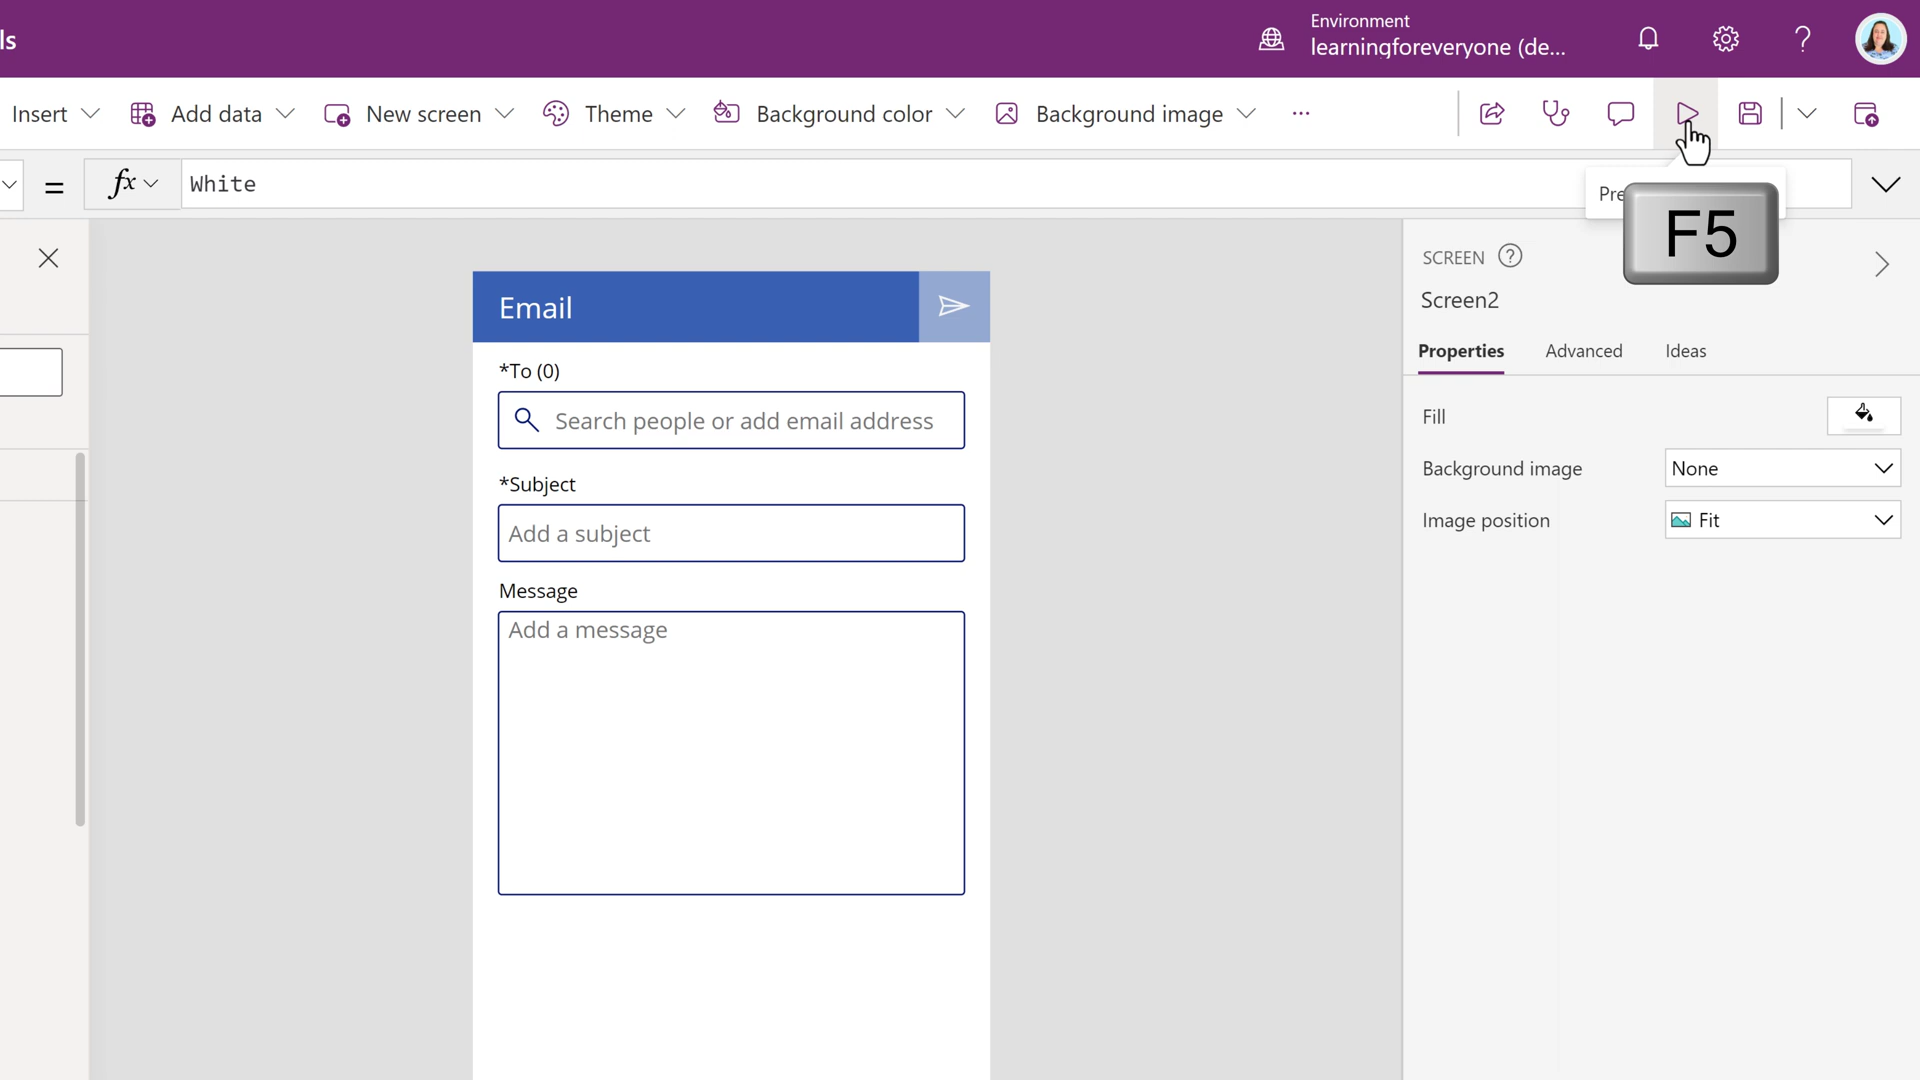 ls
Environment
learningforeveryone (de...
Insert
Add data
New screen
Theme
Background color
Background image
...
=
fx
White
Pre
F5
SCREEN
Screen2
Properties
Advanced
Ideas
Fill
Background image
None
Image position
Fit
Email
*To (0)
Search people or add email address
*Subject
Add a subject
Message
Add a message